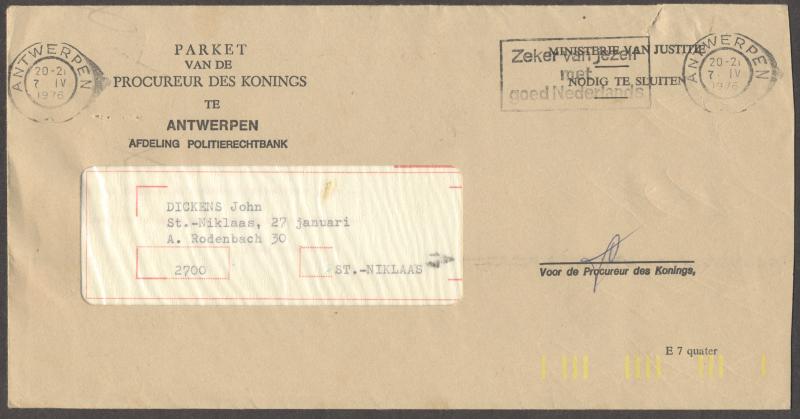 ANTWERPEN
20-21
7 IV
1976
PARKET
VAN DE
PROCUREUR DES KONINGS
TE
ANTWERPEN
AFDELING POLITIERECHTBANK
Zeker van jezelf
met
goed Nederlands
MINISTERIE VAN JUSTITIE
NODIG TE SLUITEN
ANTWERPEN
20-21
7 IV
1976
DICKENS John
St.-Niklaas, 27 januari
A. Rodenbach 30
2700 ST.-NIKLAAS
Voor de Procureur des Konings,
E 7 quater